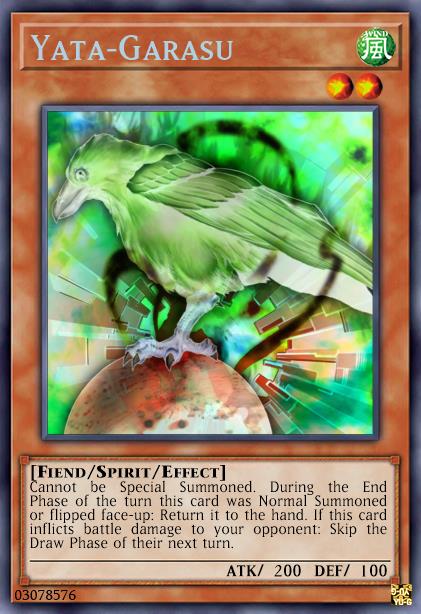 Yata-Garasu
WIND
風
[Fiend/Spirit/Effect]
Cannot be Special Summoned. During the End
Phase of the turn this card was Normal Summoned
or flipped face-up: Return it to the hand. If this card
inflicts battle damage to your opponent: Skip the
Draw Phase of their next turn.
ATK/ 200 DEF/ 100
03078576